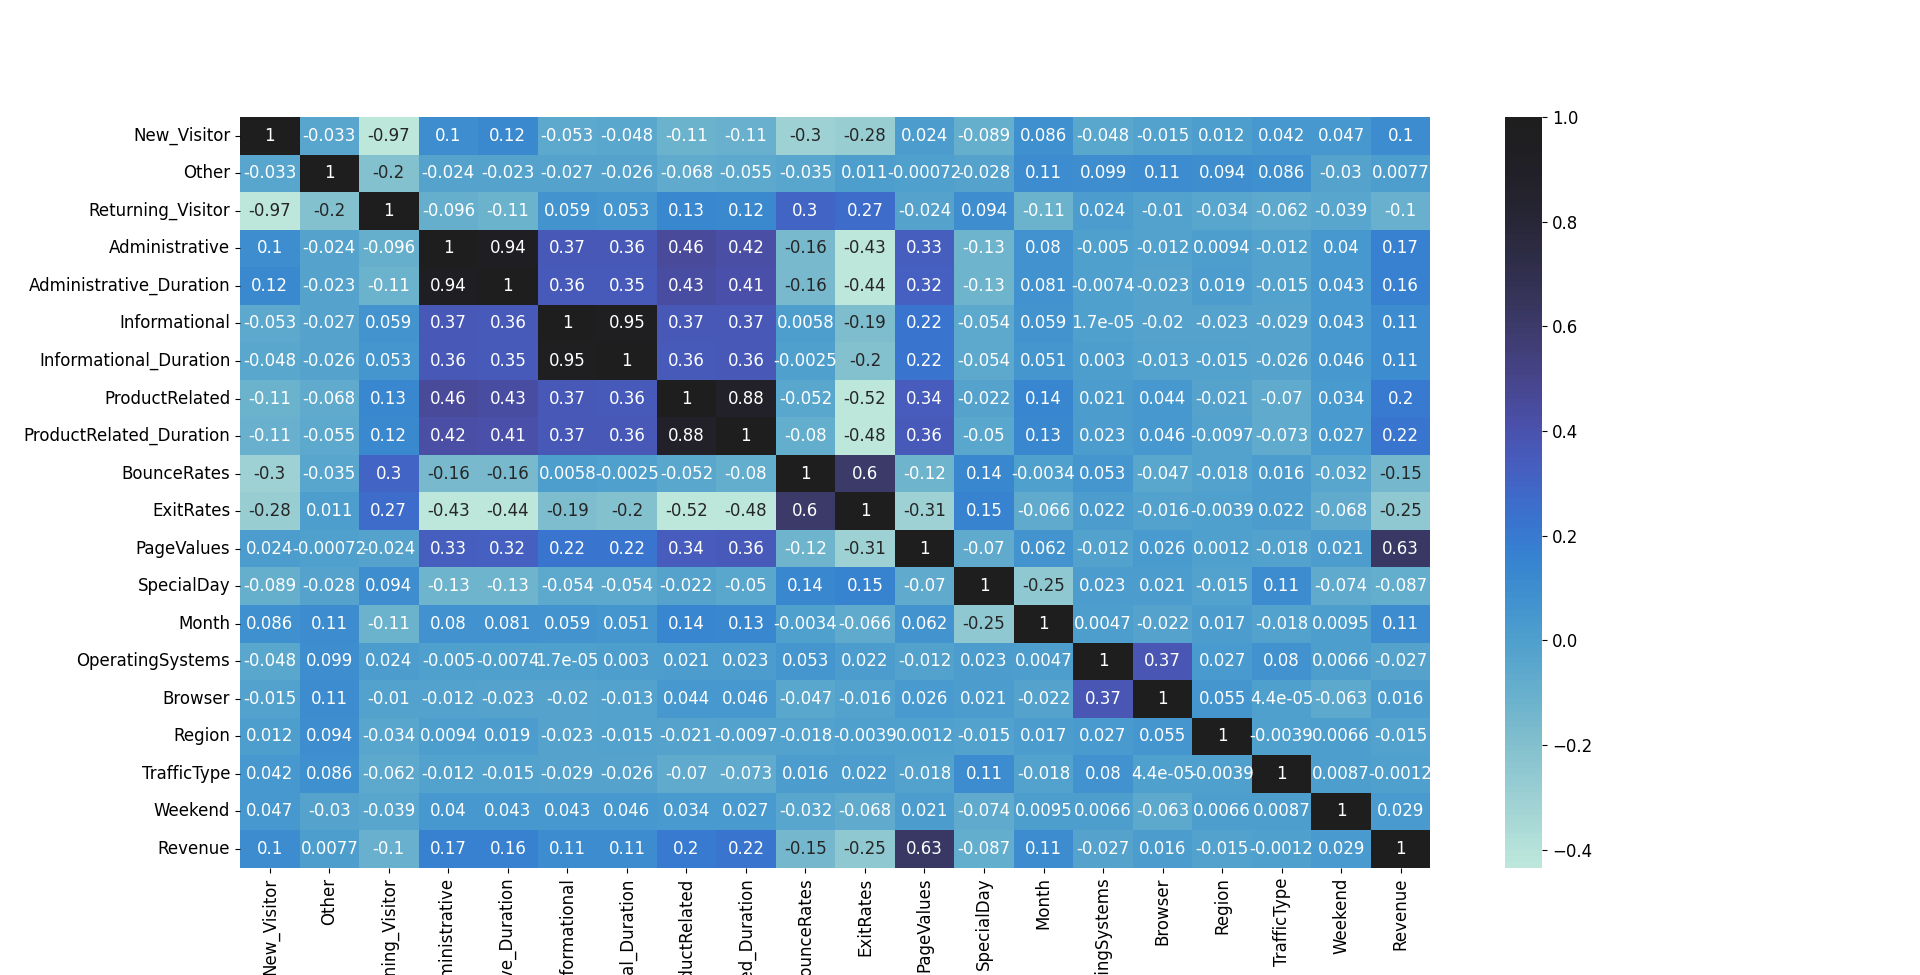 New_Visitor 1 -0.033 -0.97 0.1 0.12 -0.053 -0.048 -0.11 -0.11 -0.3 -0.28 0.024 -0.089 0.086 -0.048 -0.015 0.012 0.042 0.047 0.1
Other -0.033 1 -0.2 -0.024 -0.023 -0.027 -0.026 -0.068 -0.055 -0.035 0.011 -0.00072 -0.028 0.11 0.099 0.11 0.094 0.086 -0.03 0.0077
Returning_Visitor -0.97 -0.2 1 -0.096 -0.11 0.059 0.053 0.13 0.12 0.3 0.27 -0.024 0.094 -0.11 0.024 -0.01 -0.034 -0.062 -0.039 -0.1
Administrative 0.1 -0.024 -0.096 1 0.94 0.37 0.36 0.46 0.42 -0.16 -0.43 0.33 -0.13 0.08 -0.005 -0.012 0.0094 -0.012 0.04 0.17
Administrative_Duration 0.12 -0.023 -0.11 0.94 1 0.36 0.35 0.43 0.41 -0.16 -0.44 0.32 -0.13 0.081 -0.0074 -0.023 0.019 -0.015 0.043 0.16
Informational -0.053 -0.027 0.059 0.37 0.36 1 0.95 0.37 0.37 0.0058 -0.19 0.22 -0.054 0.059 1.7e-05 -0.02 -0.023 -0.029 0.043 0.11
Informational_Duration -0.048 -0.026 0.053 0.36 0.35 0.95 1 0.36 0.36 -0.0025 -0.2 0.22 -0.054 0.051 0.003 -0.013 -0.015 -0.026 0.046 0.11
ProductRelated -0.11 -0.068 0.13 0.46 0.43 0.37 0.36 1 0.88 -0.052 -0.52 0.34 -0.022 0.14 0.021 0.044 -0.021 -0.07 0.034 0.2
ProductRelated_Duration -0.11 -0.055 0.12 0.42 0.41 0.37 0.36 0.88 1 -0.08 -0.48 0.36 -0.05 0.13 0.023 0.046 -0.0097 -0.073 0.027 0.22
BounceRates -0.3 -0.035 0.3 -0.16 -0.16 0.0058 -0.0025 -0.052 -0.08 1 0.6 -0.12 0.14 -0.0034 0.053 -0.047 -0.018 0.016 -0.032 -0.15
ExitRates -0.28 0.011 0.27 -0.43 -0.44 -0.19 -0.2 -0.52 -0.48 0.6 1 -0.31 0.15 -0.066 0.022 -0.016 -0.0039 0.022 -0.068 -0.25
PageValues 0.024 -0.00072 -0.024 0.33 0.32 0.22 0.22 0.34 0.36 -0.12 -0.31 1 -0.07 0.062 -0.012 0.026 0.0012 -0.018 0.021 0.63
SpecialDay -0.089 -0.028 0.094 -0.13 -0.13 -0.054 -0.054 -0.022 -0.05 0.14 0.15 -0.07 1 -0.25 0.023 0.021 -0.015 0.11 -0.074 -0.087
Month 0.086 0.11 -0.11 0.08 0.081 0.059 0.051 0.14 0.13 -0.0034 -0.066 0.062 -0.25 1 0.0047 -0.022 0.017 -0.018 0.0095 0.11
OperatingSystems -0.048 0.099 0.024 -0.005 -0.0074 1.7e-05 0.003 0.021 0.023 0.053 0.022 -0.012 0.023 0.0047 1 0.37 0.027 0.08 0.0066 -0.027
Browser -0.015 0.11 -0.01 -0.012 -0.023 -0.02 -0.013 0.044 0.046 -0.047 -0.016 0.026 0.021 -0.022 0.37 1 0.055 4.4e-05 -0.063 0.016
Region 0.012 0.094 -0.034 0.0094 0.019 -0.023 -0.015 -0.021 -0.0097 -0.018 -0.0039 0.0012 -0.015 0.017 0.027 0.055 1 -0.0039 0.0066 -0.015
TrafficType 0.042 0.086 -0.062 -0.012 -0.015 -0.029 -0.026 -0.07 -0.073 0.016 0.022 -0.018 0.11 -0.018 0.08 4.4e-05 -0.0039 1 0.0087 -0.0012
Weekend 0.047 -0.03 -0.039 0.04 0.043 0.043 0.046 0.034 0.027 -0.032 -0.068 0.021 -0.074 0.0095 0.0066 -0.063 0.0066 0.0087 1 0.029
Revenue 0.1 0.0077 -0.1 0.17 0.16 0.11 0.11 0.2 0.22 -0.15 -0.25 0.63 -0.087 0.11 -0.027 0.016 -0.015 -0.0012 0.029 1
New_Visitor
Other
ning_Visitor
ministrative
ve_Duration
formational
al_Duration
ductRelated
ed_Duration
ounceRates
ExitRates
PageValues
SpecialDay
Month
ingSystems
Browser
Region
TrafficType
Weekend
Revenue
1.0
0.8
0.6
0.4
0.2
0.0
−0.2
−0.4